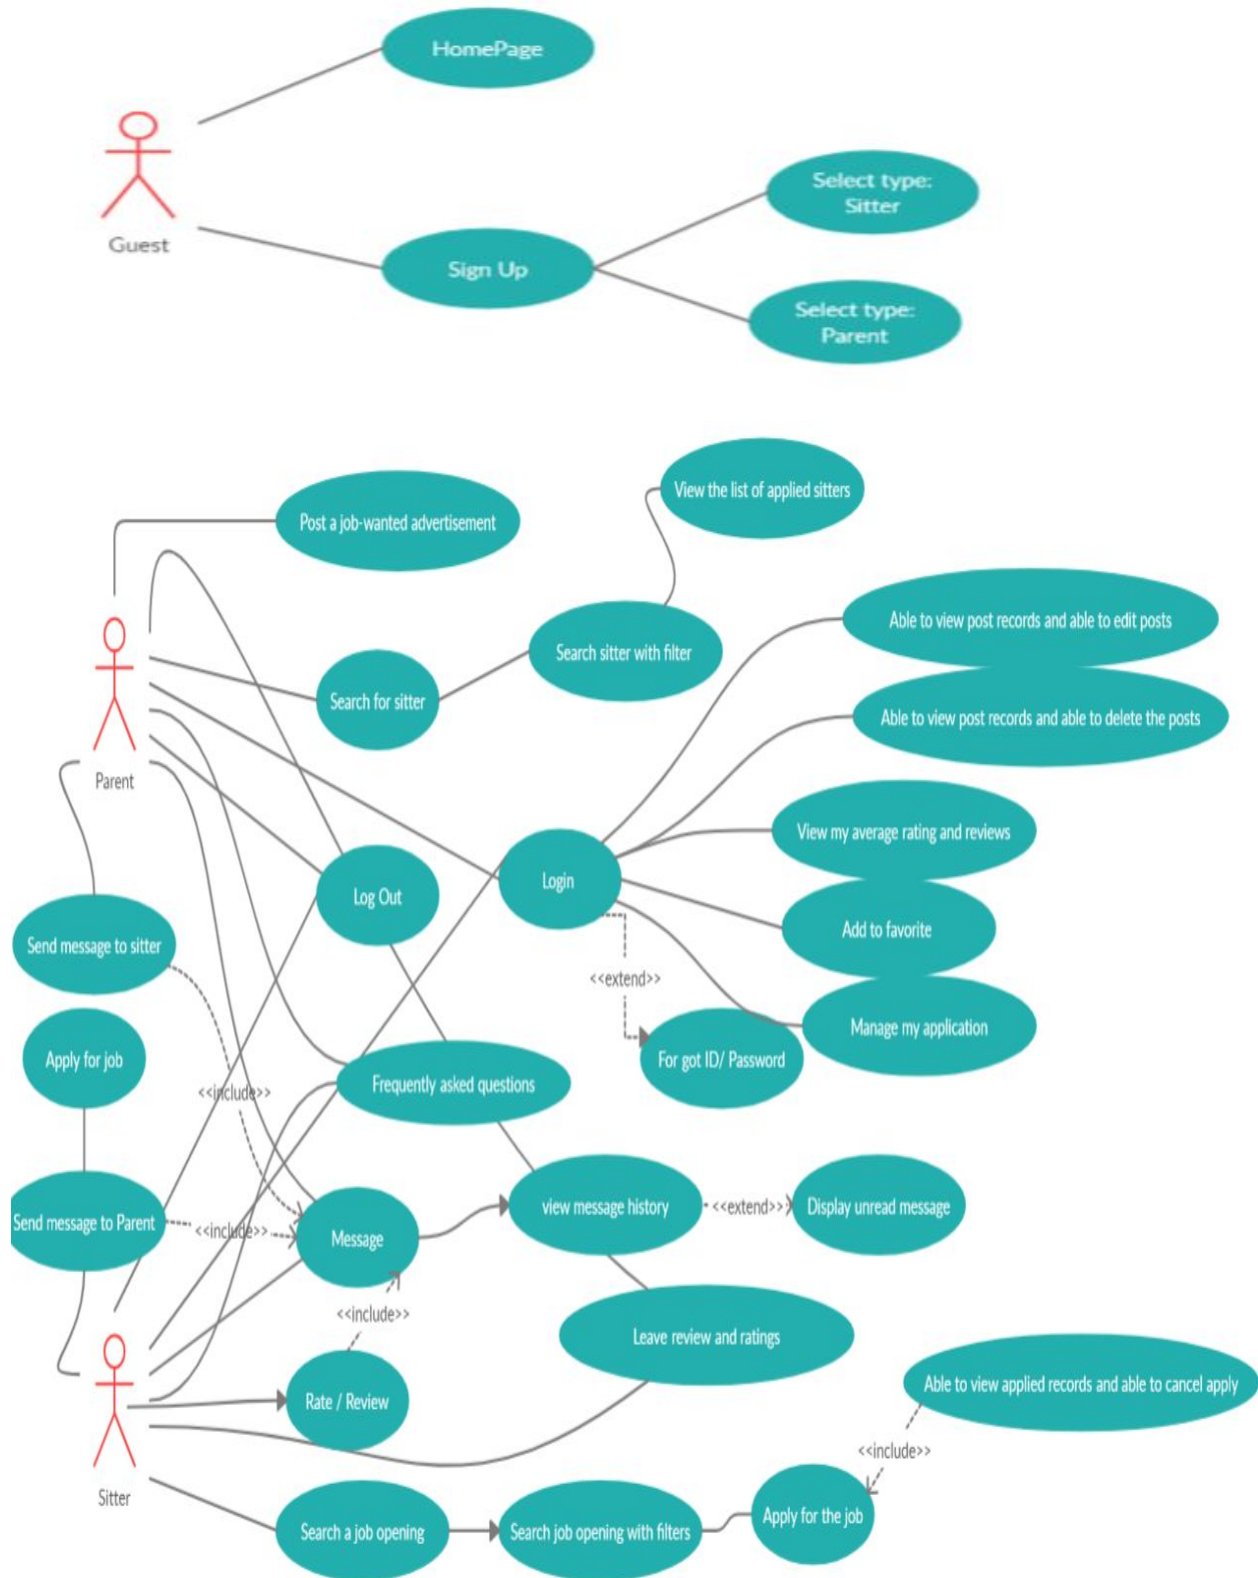 HomePage
Select type:
Sitter
Guest
Sign Up
Select type:
Parent
View the list of applied sitters
Post a job-wanted advertisement
Able to view post records and able to edit posts
Search sitter with filter
Search for sitter
Able to view post records and able to delete the posts
Parent
View my average rating and reviews
Login
Log Out
Add to favorite
Send message to sitter
<<extend>>
Manage my application
Apply for job
For got ID/ Password
Frequently asked questions
<<include>>
view message history
<<extend>>
Display unread message
Send message to Parent
<<include>>
Message
<<include>>
Leave review and ratings
Able to view applied records and able to cancel apply
Rate / Review
<<include>>
Sitter
Search a job opening
Search job opening with filters
Apply for the job